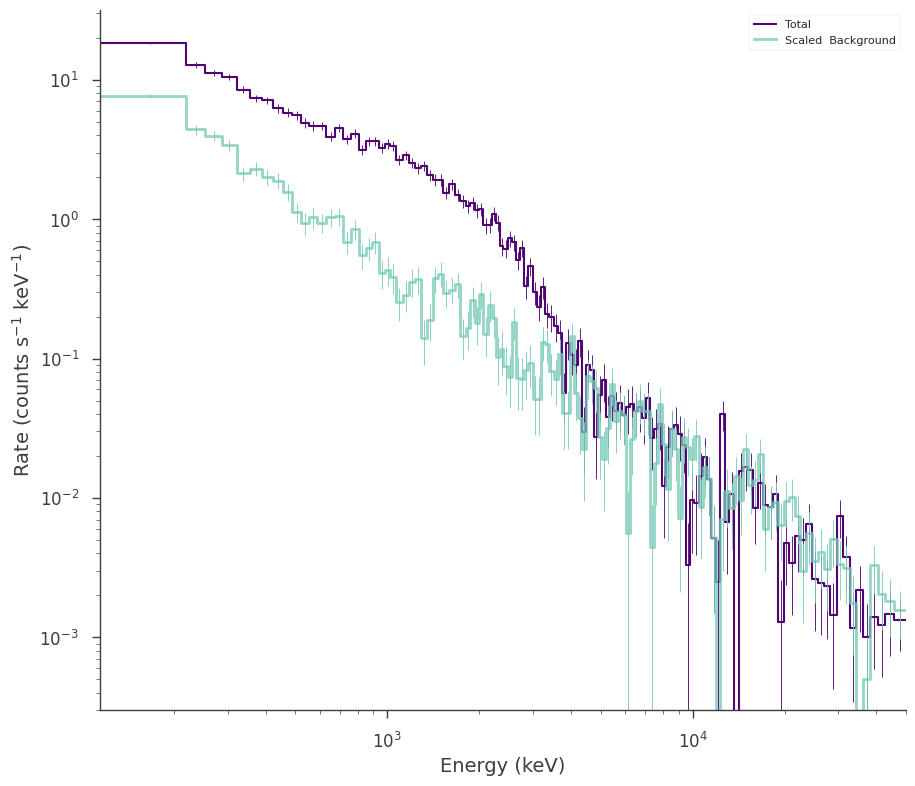 Total
Scaled  Background
10¹
10⁰
10⁻¹
10⁻²
10⁻³
Rate (counts s⁻¹ keV⁻¹)
10³
10⁴
Energy (keV)